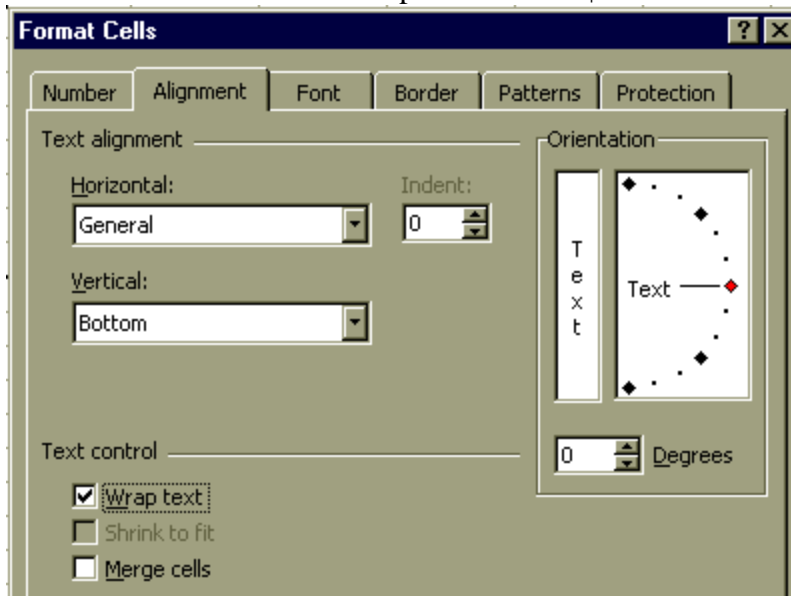 Format Cells
Number Alignment Font Border Patterns Protection
Text alignment
Horizontal:
General
Indent:
0
Vertical:
Bottom
Orientation
Text
Text
0 Degrees
Text control
Wrap text
Shrink to fit
Merge cells